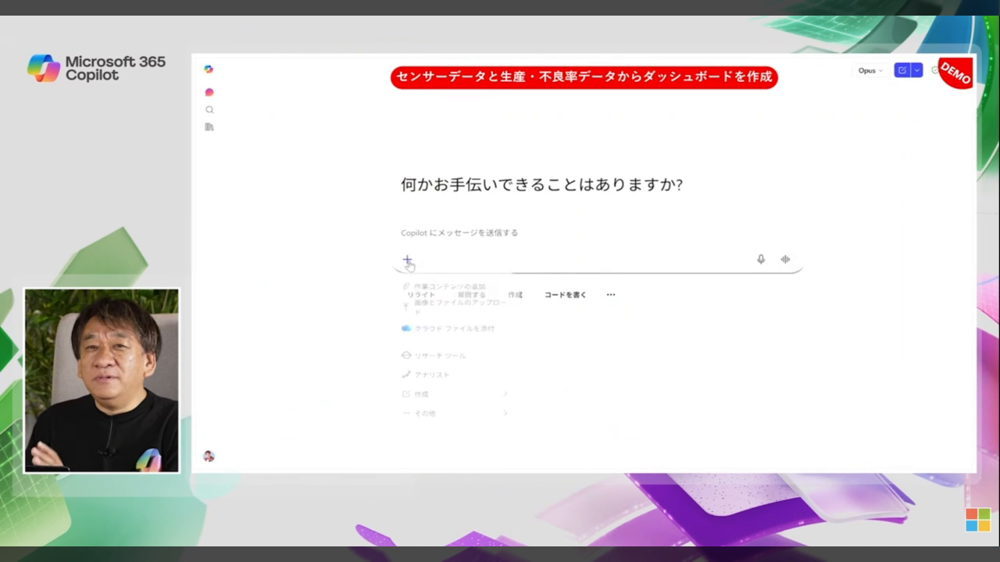 Microsoft 365
Copilot
センサーデータと生産・不良率データからダッシュボードを作成
Opus
DEMO
何かお手伝いできることはありますか?
Copilot にメッセージを送信する
作業コンテンツの追加
リライト
質問する
作成
コードを書く
画像とファイルのアップロー
ド
クラウド ファイルを添付
リサーチ ツール
アナリスト
作成
その他